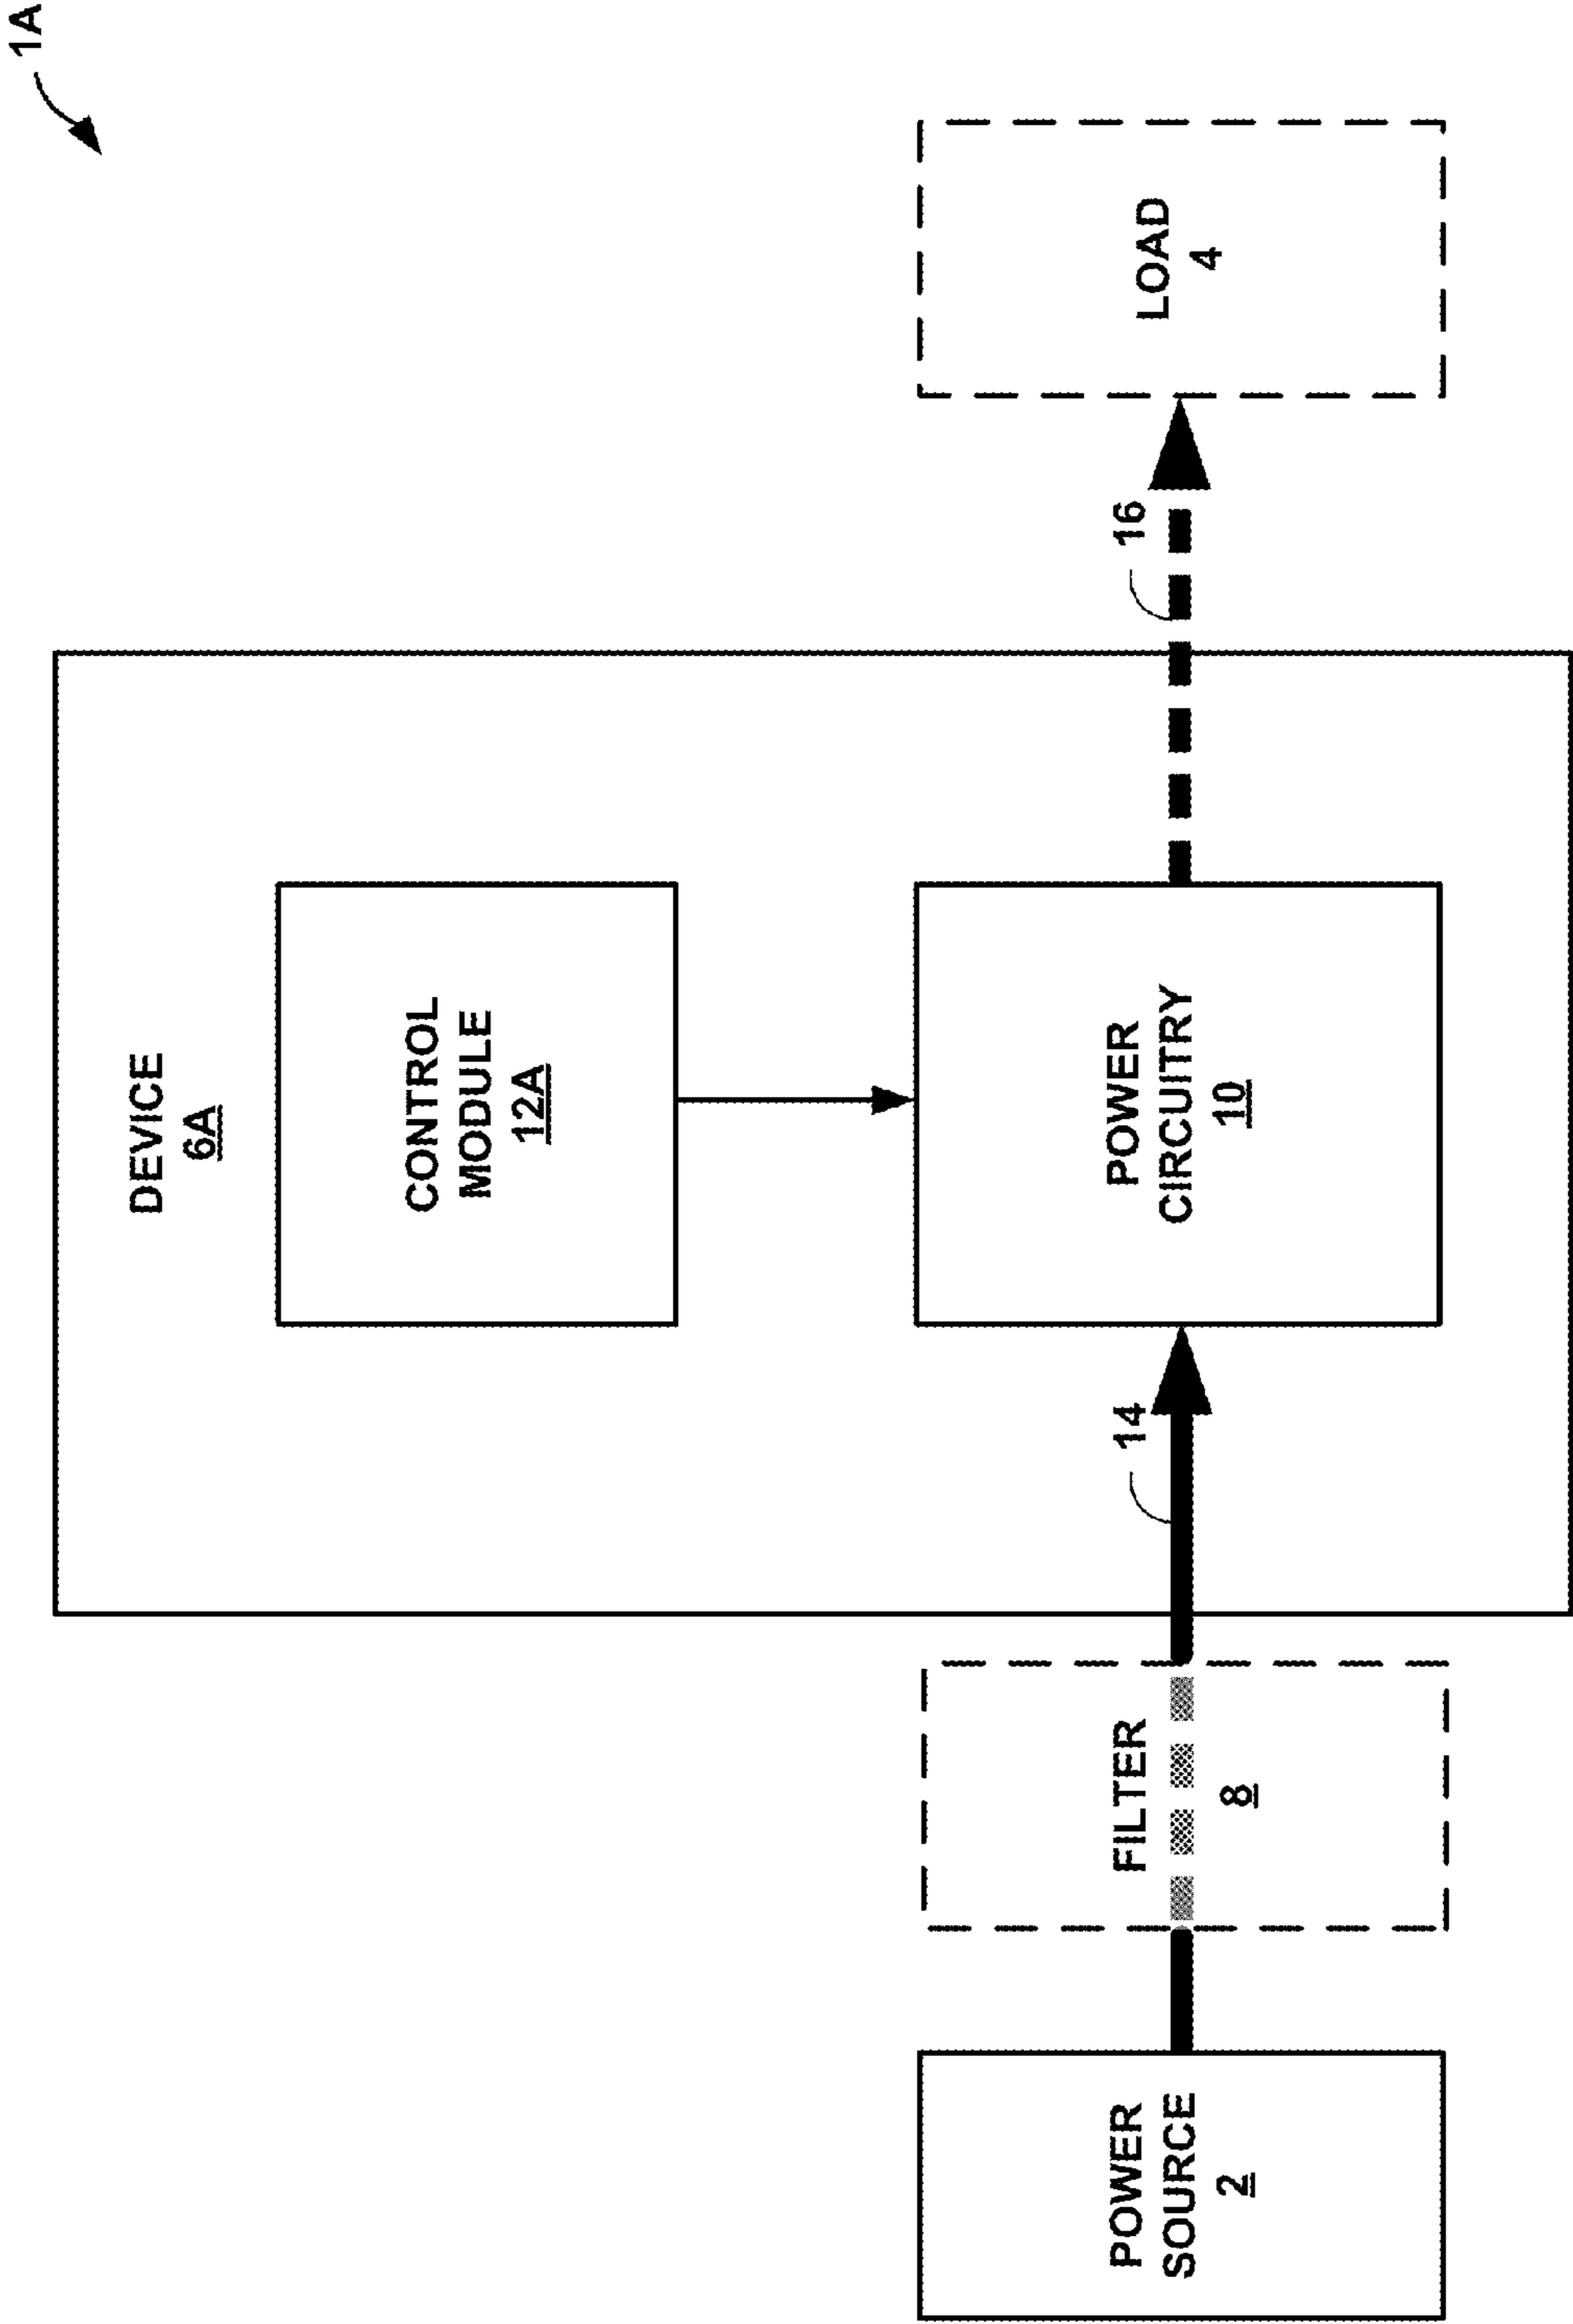 1A
DEVICE
6A
CONTROL
MODULE
12A
POWER
SOURCE
2
FILTER
8
14
POWER
CIRCUITRY
10
16
LOAD
4